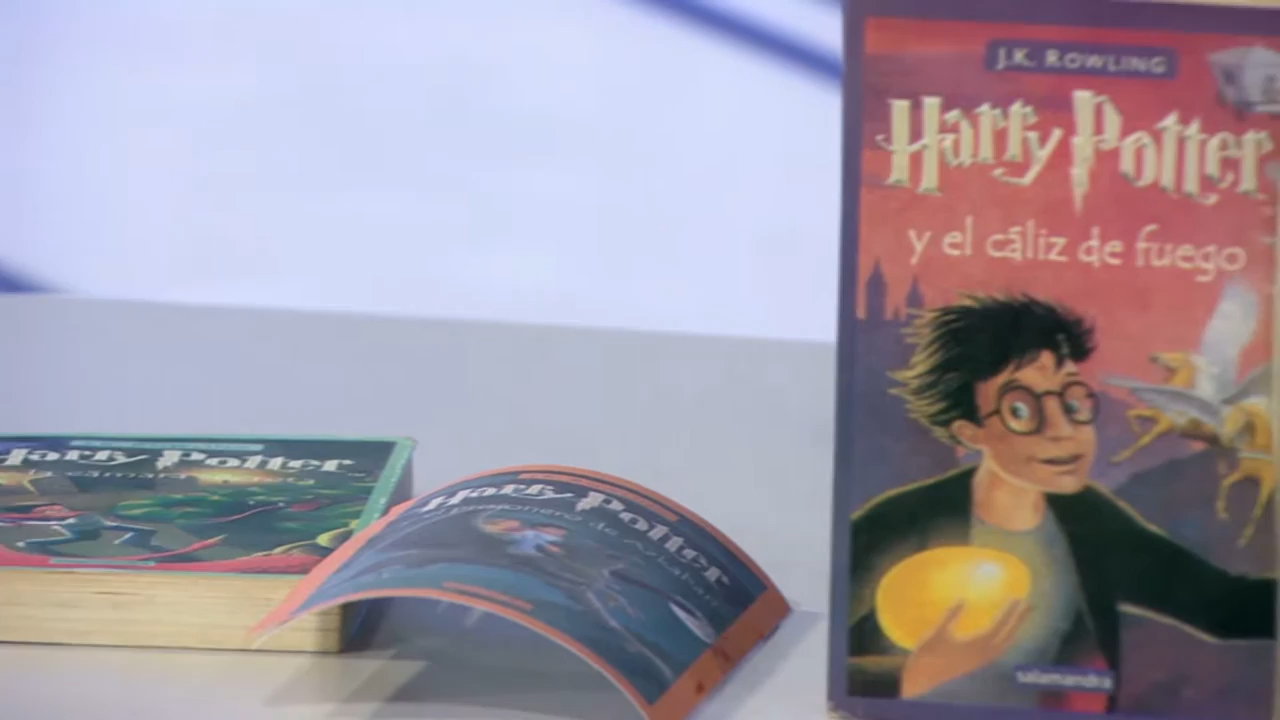 J.K. ROWLING
Harry Potter
y el cáliz de fuego
salamandra
Harry Potter
Harry Potter